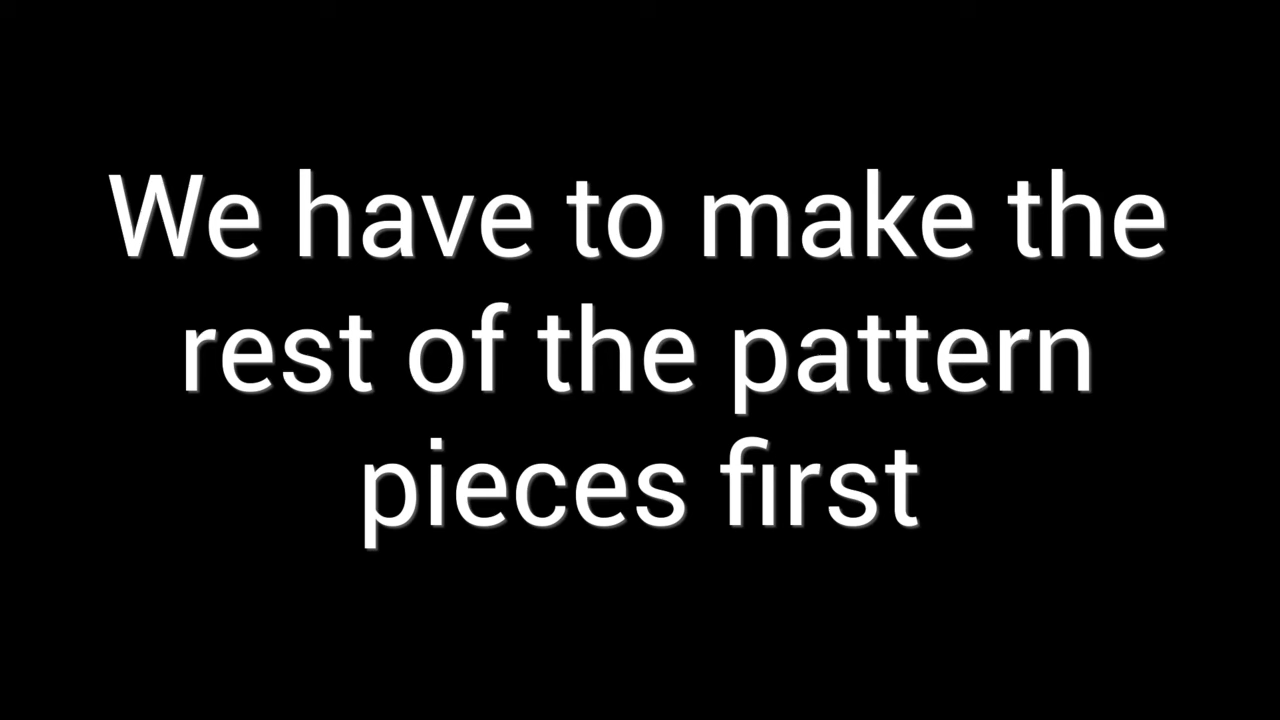 We have to make the
rest of the pattern
pieces first